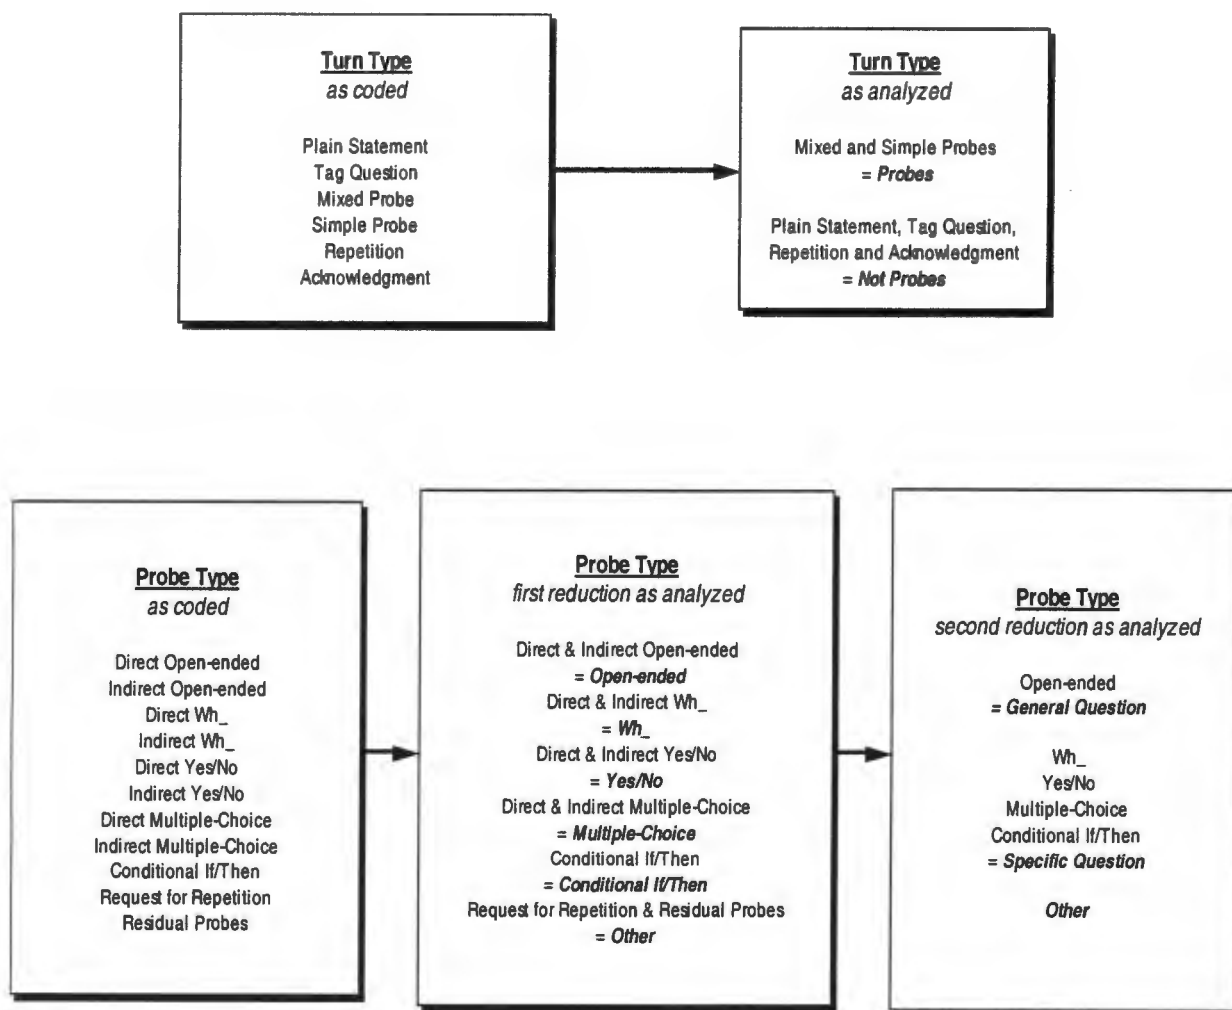 Turn Type
as coded
Plain Statement
Tag Question
Mixed Probe
Simple Probe
Repetition
Acknowledgment
Turn Type
as analyzed
Mixed and Simple Probes
= Probes
Plain Statement, Tag Question,
Repetition and Acknowledgment
= Not Probes
Probe Type
as coded
Direct Open-ended
Indirect Open-ended
Direct Wh_
Indirect Wh_
Direct Yes/No
Indirect Yes/No
Direct Multiple-Choice
Indirect Multiple-Choice
Conditional If/Then
Request for Repetition
Residual Probes
Probe Type
first reduction as analyzed
Direct & Indirect Open-ended
= Open-ended
Direct & Indirect Wh_
= Wh_
Direct & Indirect Yes/No
= Yes/No
Direct & Indirect Multiple-Choice
= Multiple-Choice
Conditional If/Then
= Conditional If/Then
Request for Repetition & Residual Probes
= Other
Probe Type
second reduction as analyzed
Open-ended
= General Question
Wh_
Yes/No
Multiple-Choice
Conditional If/Then
= Specific Question
Other